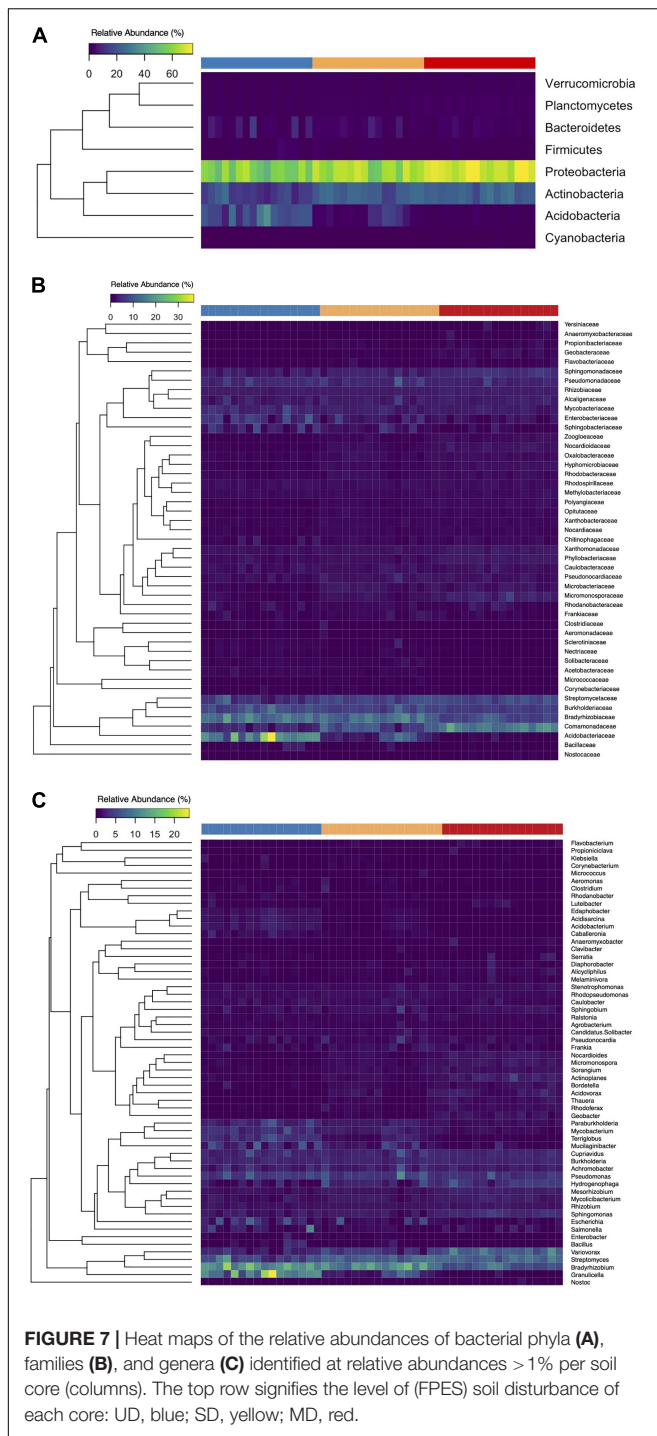 A
Relative Abundance (%)
0 20 40 60
Verrucomicrobia
Planctomycetes
Bacteroidetes
Firmicutes
Proteobacteria
Actinobacteria
Acidobacteria
Cyanobacteria
B
Relative Abundance (%)
0 10 20 30
Yersiniaceae
Anaeromyxobacteraceae
Propionibacteriaceae
Geobacteraceae
Flavobacteriaceae
Sphingomonadaceae
Pseudomonadaceae
Rhizobiaceae
Alcaligenaceae
Mycobacteriaceae
Enterobacteriaceae
Sphingobacteriaceae
Zoogloeaceae
Nocardioidaceae
Oxalobacteraceae
Hyphomicrobiaceae
Rhodobacteraceae
Rhodospirillaceae
Methylobacteriaceae
Polyangiaceae
Opitutaceae
Xanthobacteraceae
Nocardiaceae
Chitinophagaceae
Xanthomonadaceae
Phyllobacteriaceae
Caulobacteraceae
Pseudonocardiaceae
Microbacteriaceae
Micromonosporaceae
Rhodanobacteraceae
Frankiaceae
Clostridiaceae
Aeromonadaceae
Sclerotiniaceae
Nectriaceae
Solibacteraceae
Acetobacteraceae
Micrococcaceae
Corynebacteriaceae
Streptomycetaceae
Burkholderiaceae
Bradyrhizobiaceae
Comamonadaceae
Acidobacteriaceae
Bacillaceae
Nostocaceae
C
Relative Abundance (%)
0 5 10 15 20
Flavobacterium
Propioniciclava
Klebsiella
Corynebacterium
Micrococcus
Aeromonas
Clostridium
Rhodanobacter
Luteibacter
Edaphobacter
Acidisarcina
Acidobacterium
Caballeronia
Anaeromyxobacter
Clavibacter
Serratia
Diaphorobacter
Alicycliphilus
Melaminivora
Stenotrophomonas
Rhodopseudomonas
Caulobacter
Sphingobium
Ralstonia
Agrobacterium
Candidatus.Solibacter
Pseudonocardia
Frankia
Nocardioides
Micromonospora
Sorangium
Actinoplanes
Bordetella
Acidovorax
Thauera
Rhodoferax
Geobacter
Paraburkholderia
Mycobacterium
Terriglobus
Mucilaginibacter
Cupriavidus
Burkholderia
Achromobacter
Pseudomonas
Hydrogenophaga
Mesorhizobium
Mycolicibacterium
Rhizobium
Sphingomonas
Escherichia
Salmonella
Enterobacter
Bacillus
Variovorax
Streptomyces
Bradyrhizobium
Granulicella
Nostoc
FIGURE 7 | Heat maps of the relative abundances of bacterial phyla (A),
families (B), and genera (C) identified at relative abundances >1% per soil
core (columns). The top row signifies the level of (FPES) soil disturbance of
each core: UD, blue; SD, yellow; MD, red.